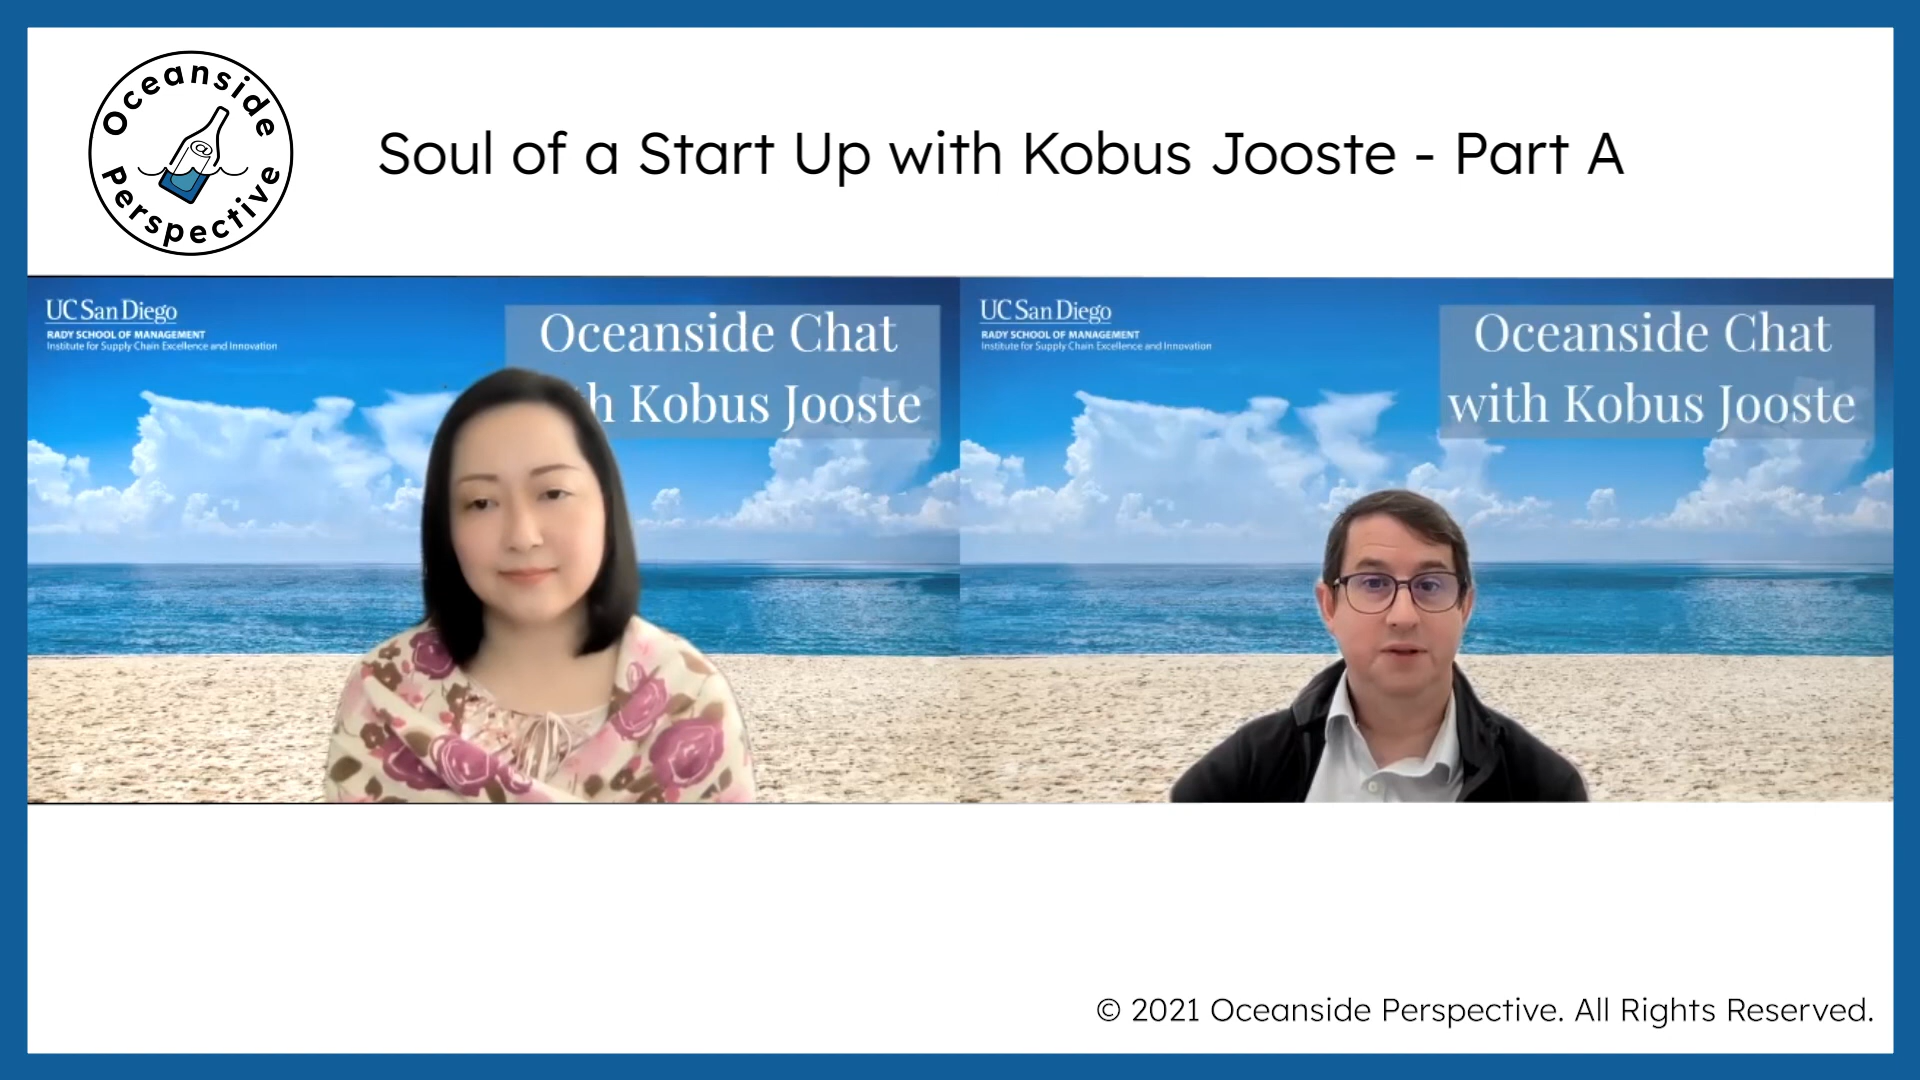 Oceanside
Perspective
@
Soul of a Start Up with Kobus Jooste - Part A
UC San Diego
RADY SCHOOL OF MANAGEMENT
Institute for Supply Chain Excellence and Innovation
Oceanside Chat
th Kobus Jooste
UC San Diego
RADY SCHOOL OF MANAGEMENT
Institute for Supply Chain Excellence and Innovation
Oceanside Chat
with Kobus Jooste
© 2021 Oceanside Perspective. All Rights Reserved.